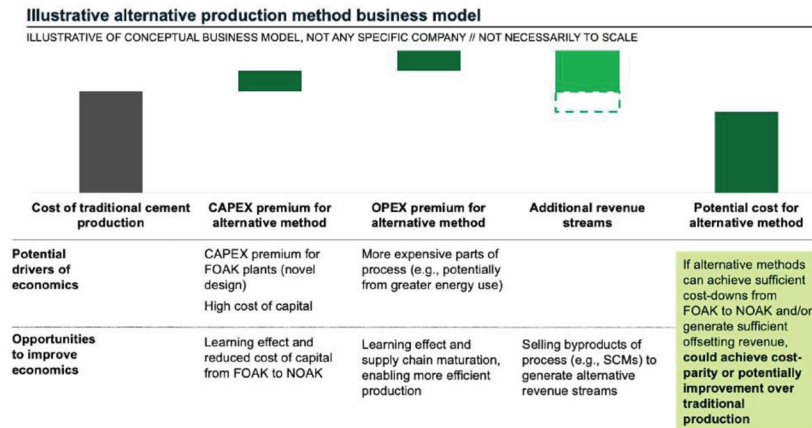 Illustrative alternative production method business model
ILLUSTRATIVE OF CONCEPTUAL BUSINESS MODEL, NOT ANY SPECIFIC COMPANY // NOT NECESSARILY TO SCALE
Cost of traditional cement
production
CAPEX premium for
alternative method
OPEX premium for
alternative method
Additional revenue
streams
Potential cost for
alternative method
Potential
drivers of
economics
CAPEX premium for
FOAK plants (novel
design)
High cost of capital
More expensive parts of
process (e.g., potentially
from greater energy use)
Opportunities
to improve
economics
Learning effect and
reduced cost of capital
from FOAK to NOAK
Learning effect and
supply chain maturation,
enabling more efficient
production
Selling byproducts of
process (e.g., SCMs) to
generate alternative
revenue streams
If alternative methods
can achieve sufficient
cost-downs from
FOAK to NOAK and/or
generate sufficient
offsetting revenue,
could achieve cost-
parity or potentially
improvement over
traditional
production